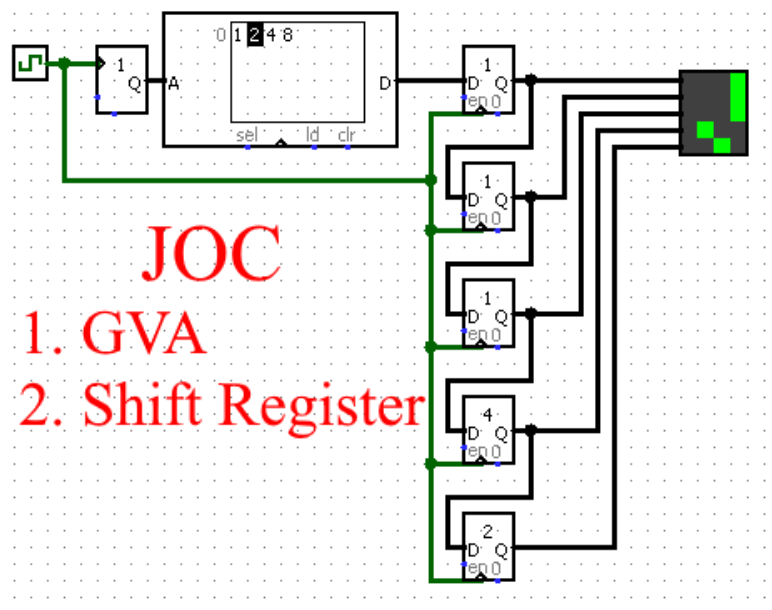 0 1 2 4 8
1
Q
A
D
sel
ld
clr
1
D Q
en 0
1
D Q
en 0
1
D Q
en 0
4
D Q
en 0
2
D Q
en 0
JOC
1. GVA
2. Shift Register